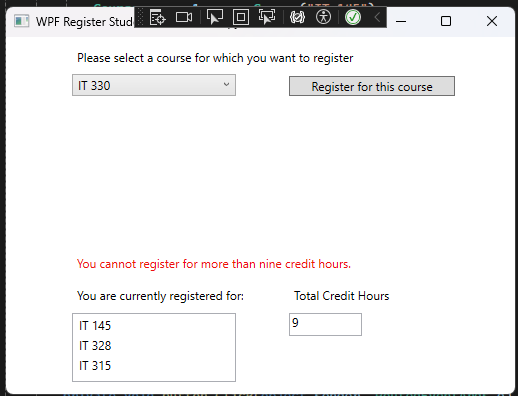 WPF Register Stud
Please select a course for which you want to register
IT 330
Register for this course
You cannot register for more than nine credit hours.
You are currently registered for:
Total Credit Hours
IT 145
9
IT 328
IT 315